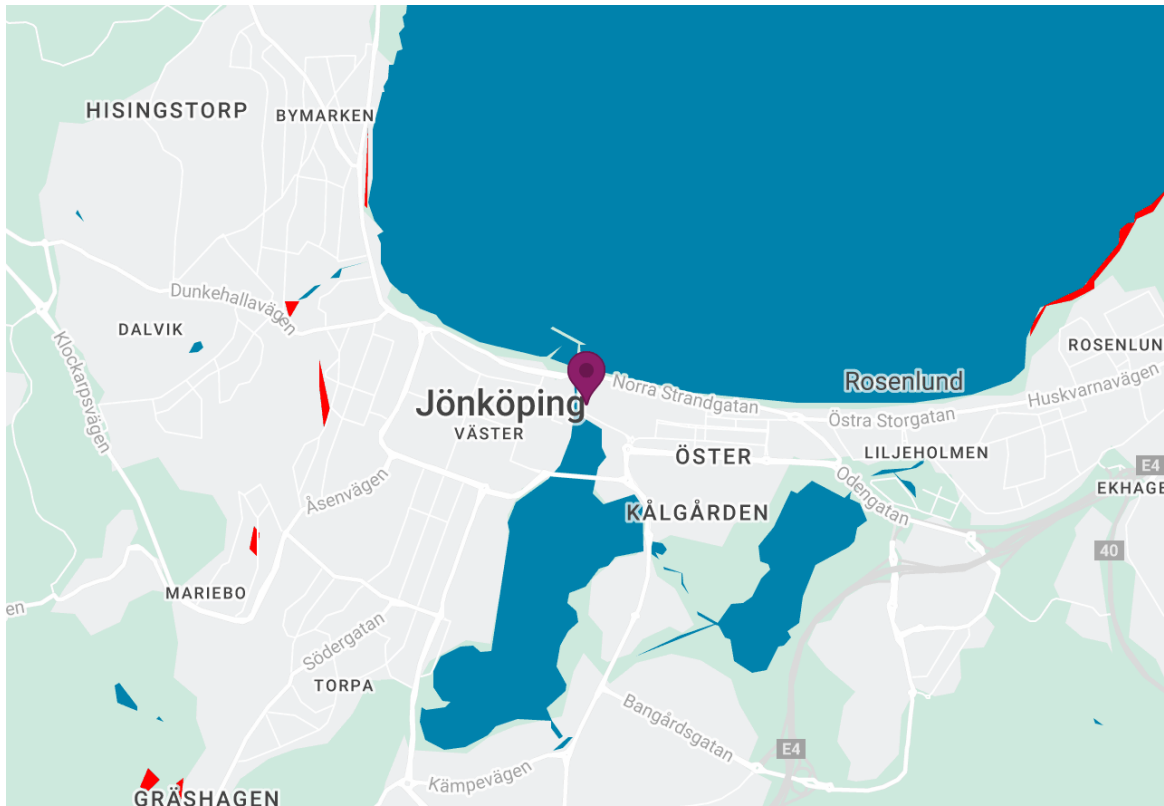 HISINGSTORP
BYMARKEN
Dunkehallavägen
DALVIK
ROSENLUN
Klockarpsvägen
Rosenlund
Huskvarnavägen
Norra Strandgatan
Jönköping
Östra Storgatan
VÄSTER
ÖSTER
LILJEHOLMEN
E4
Odengatan
EKHAGE
Åsenvägen
KÅLGÅRDEN
40
MARIEBO
en
Södergatan
TORPA
Bangårdsgatan
E4
Kämpevägen
GRÄSHAGEN